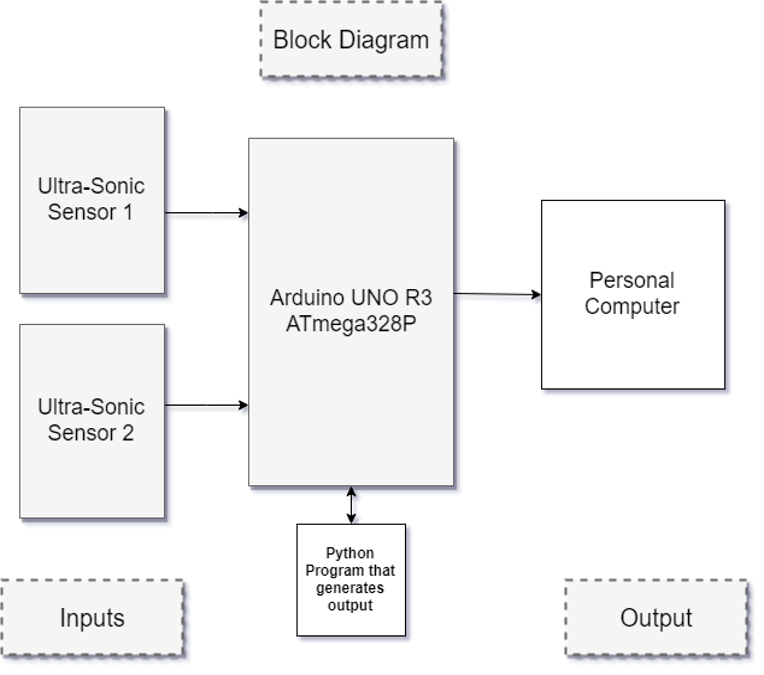 Block Diagram
Ultra-Sonic
Sensor 1
Arduino UNO R3
ATmega328P
Personal
Computer
Ultra-Sonic
Sensor 2
Python
Program that
generates
output
Inputs
Output